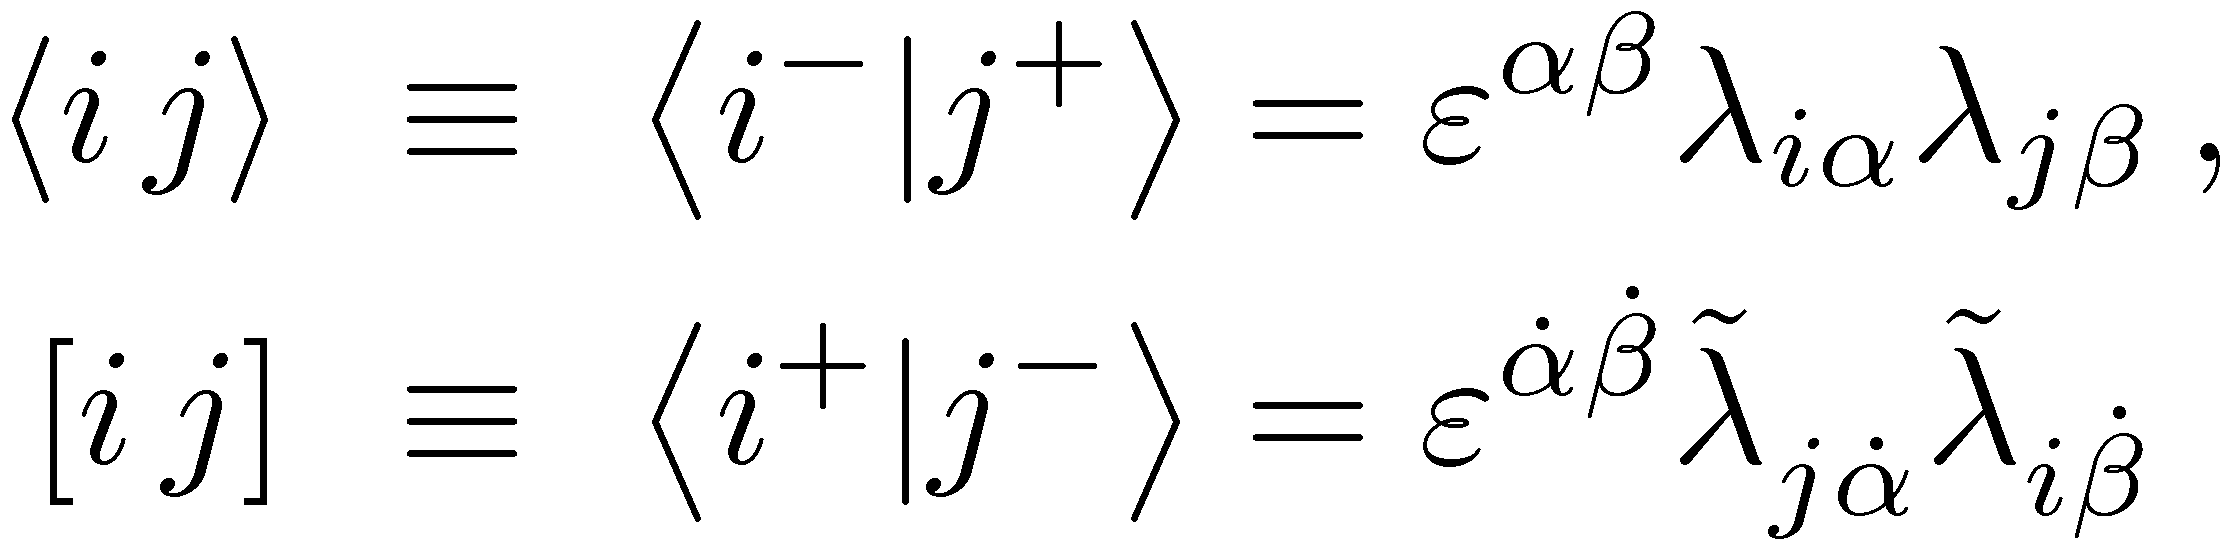 ⟨i j⟩ ≡ ⟨i⁻|j⁺⟩ = ε^{αβ} λ_{iα} λ_{jβ} ,
[i j] ≡ ⟨i⁺|j⁻⟩ = ε^{α̇β̇} λ̃_{jα̇} λ̃_{iβ̇}